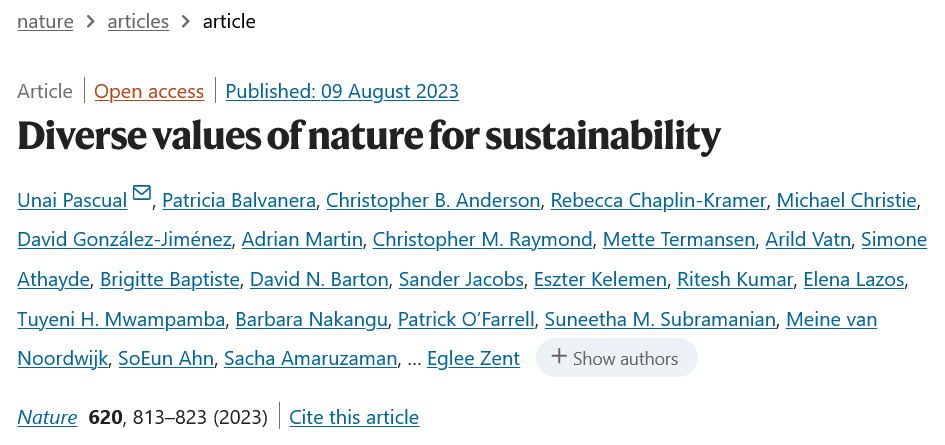 nature > articles > article
Article | Open access | Published: 09 August 2023
Diverse values of nature for sustainability
Unai Pascual, Patricia Balvanera, Christopher B. Anderson, Rebecca Chaplin-Kramer, Michael Christie,
David González-Jiménez, Adrian Martin, Christopher M. Raymond, Mette Termansen, Arild Vatn, Simone
Athayde, Brigitte Baptiste, David N. Barton, Sander Jacobs, Eszter Kelemen, Ritesh Kumar, Elena Lazos,
Tuyeni H. Mwampamba, Barbara Nakangu, Patrick O’Farrell, Suneetha M. Subramanian, Meine van
Noordwijk, SoEun Ahn, Sacha Amaruzaman, … Eglee Zent + Show authors
Nature 620, 813–823 (2023) | Cite this article